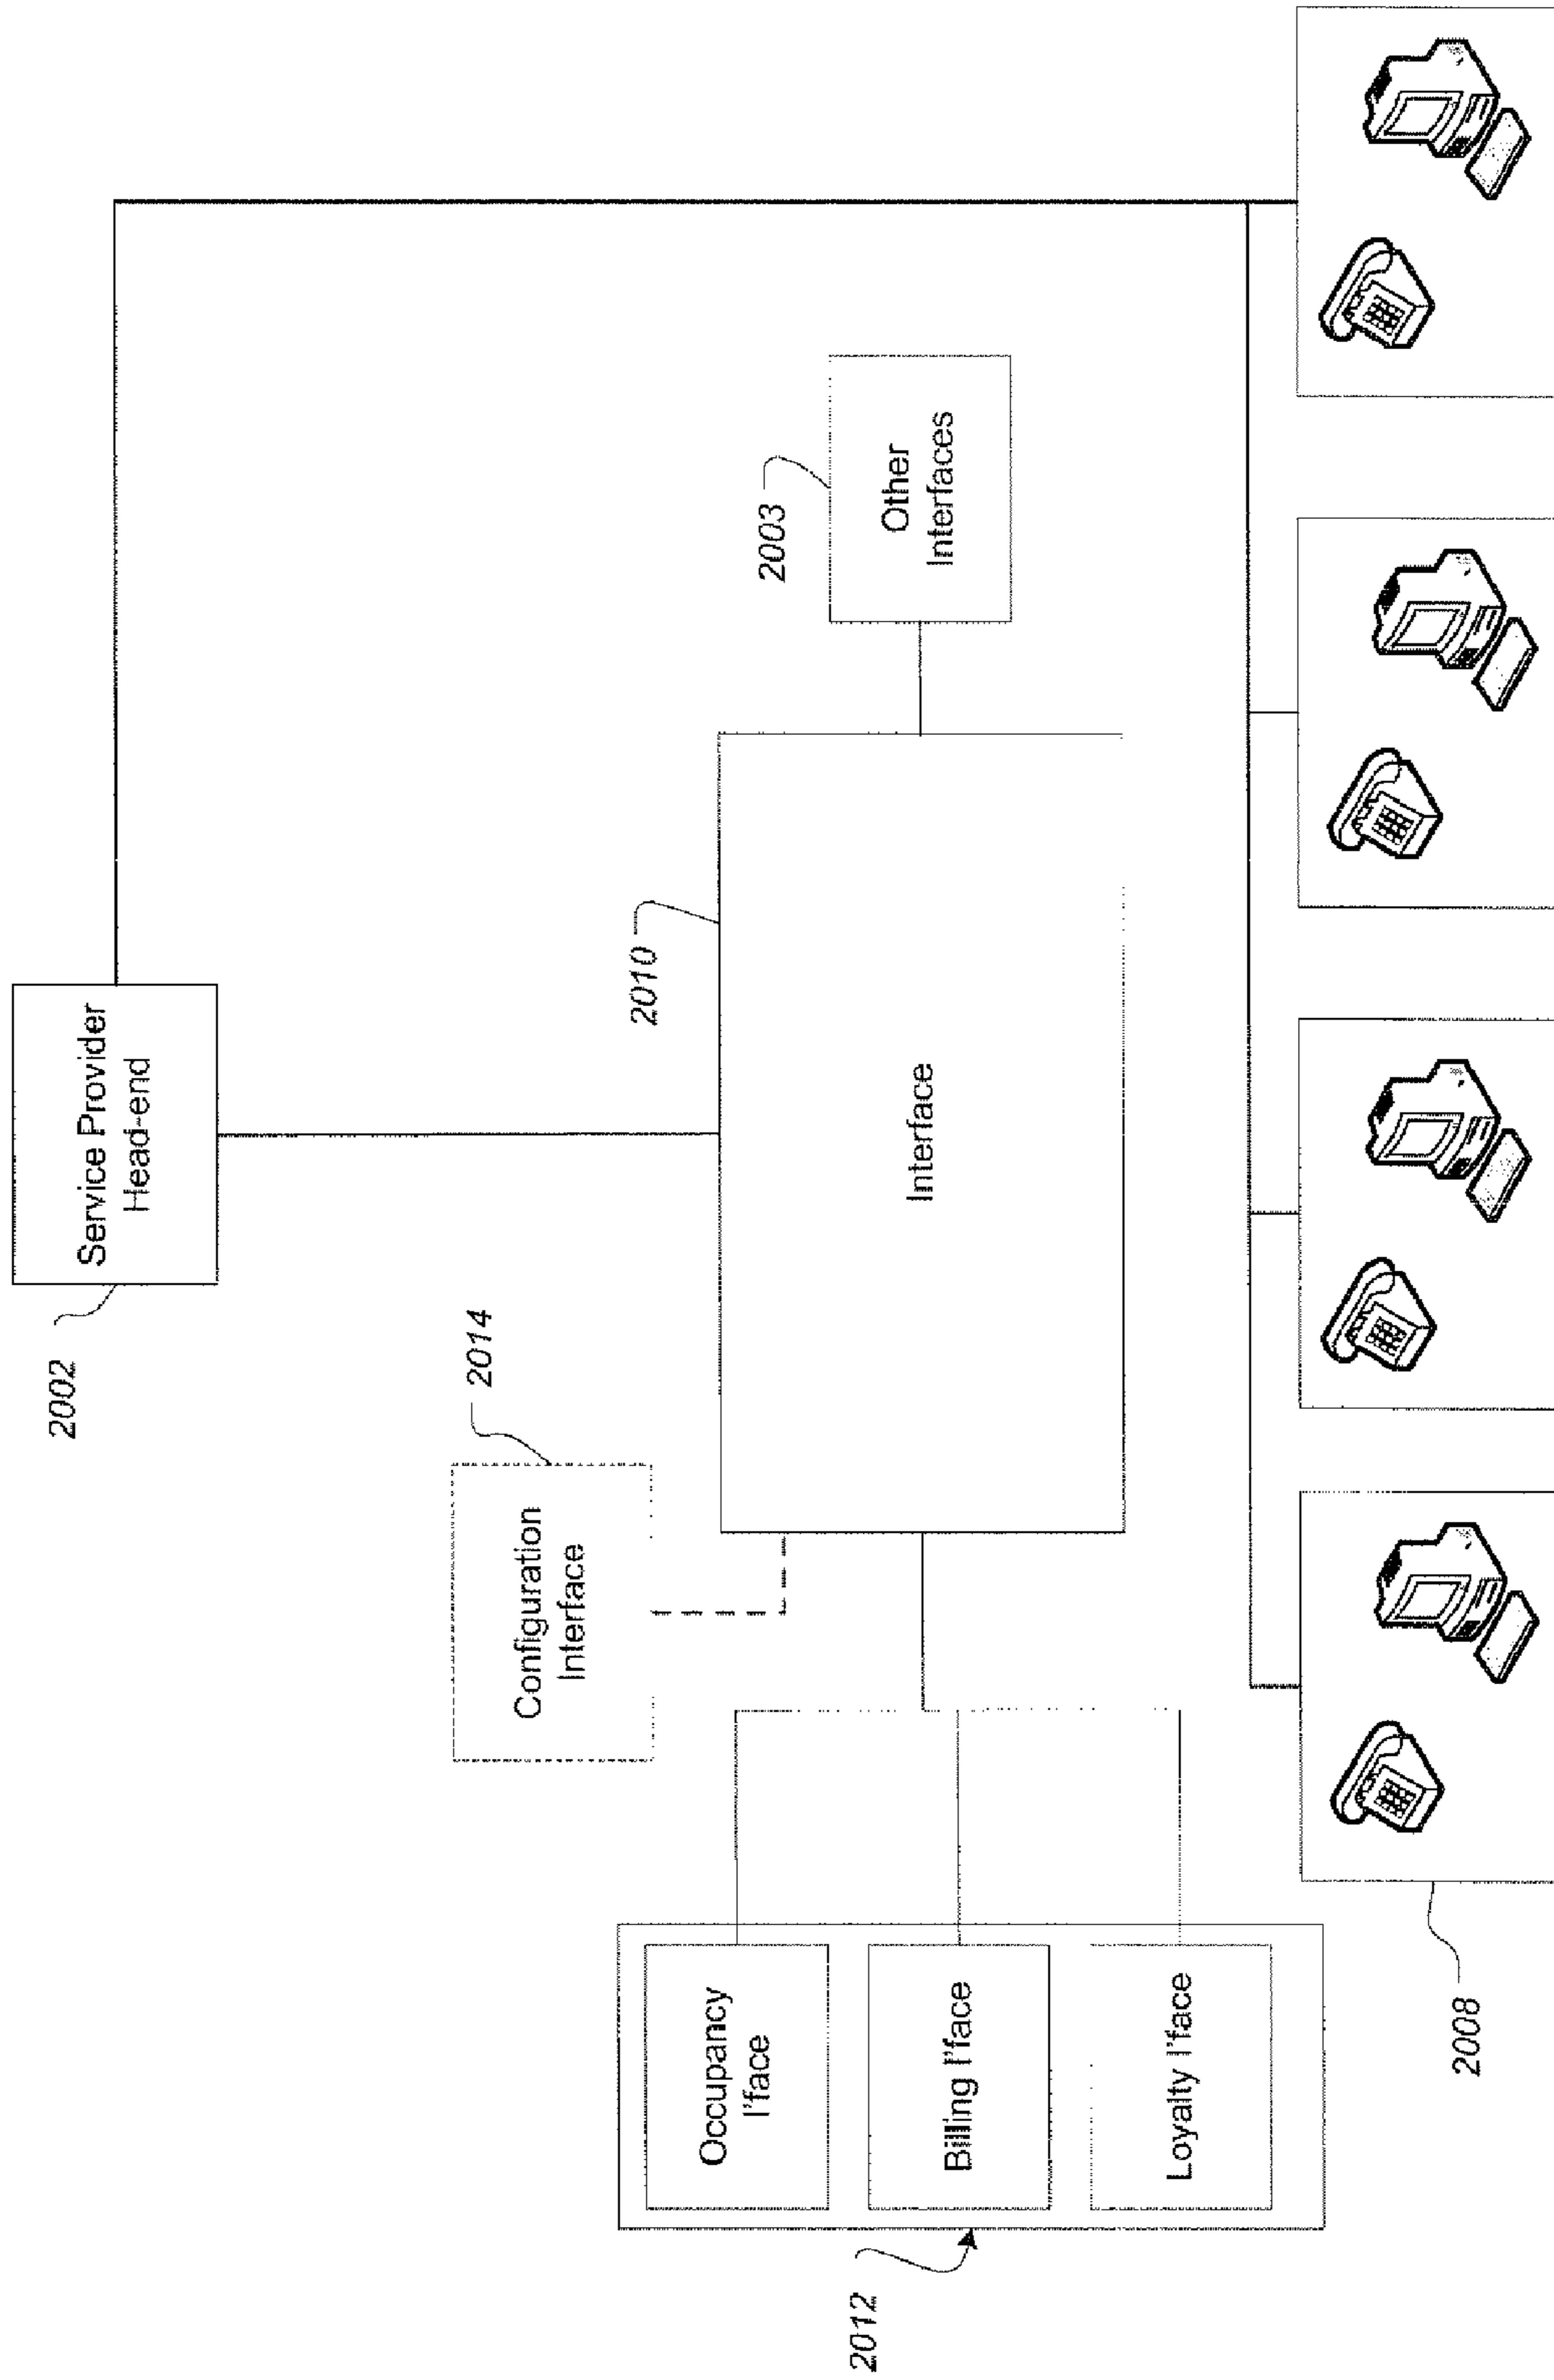 2002
Service Provider
Head-end
2014
Configuration
Interface
2010
Interface
2003
Other
Interfaces
2012
Occupancy
I'face
Billing I'face
Loyalty I'face
2008